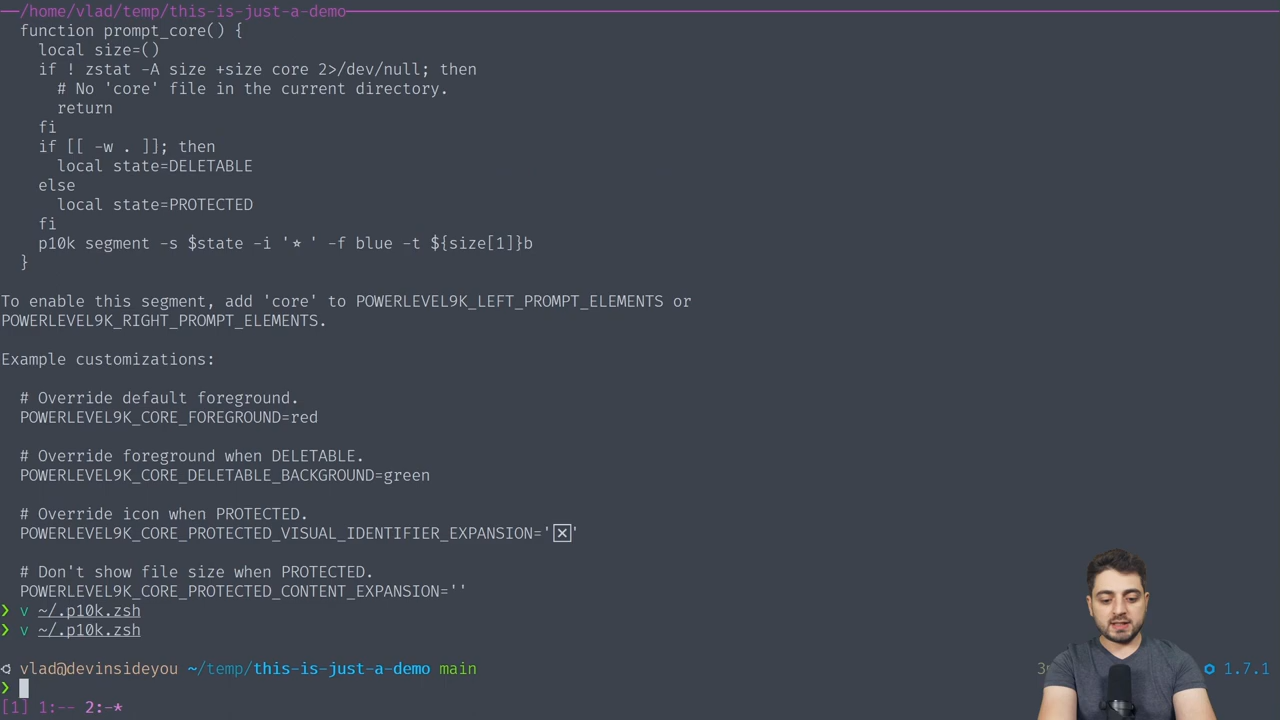 /home/vlad/temp/this-is-just-a-demo
function prompt_core() {
local size=()
if ! zstat -A size +size core 2>/dev/null; then
# No 'core' file in the current directory.
return
fi
if [[ -w . ]]; then
local state=DELETABLE
else
local state=PROTECTED
fi
p10k segment -s $state -i '⭐' -f blue -t ${size[1]}b
}
To enable this segment, add 'core' to POWERLEVEL9K_LEFT_PROMPT_ELEMENTS or
POWERLEVEL9K_RIGHT_PROMPT_ELEMENTS.
Example customizations:
# Override default foreground.
POWERLEVEL9K_CORE_FOREGROUND=red
# Override foreground when DELETABLE.
POWERLEVEL9K_CORE_DELETABLE_BACKGROUND=green
# Override icon when PROTECTED.
POWERLEVEL9K_CORE_PROTECTED_VISUAL_IDENTIFIER_EXPANSION='❎'
# Don't show file size when PROTECTED.
POWERLEVEL9K_CORE_PROTECTED_CONTENT_EXPANSION=''
❯ v ~/.p10k.zsh
❯ v ~/.p10k.zsh
vlad@devinsideyou ~/temp/this-is-just-a-demo main 1.7.1
❯
[1] 1:-- 2:-*